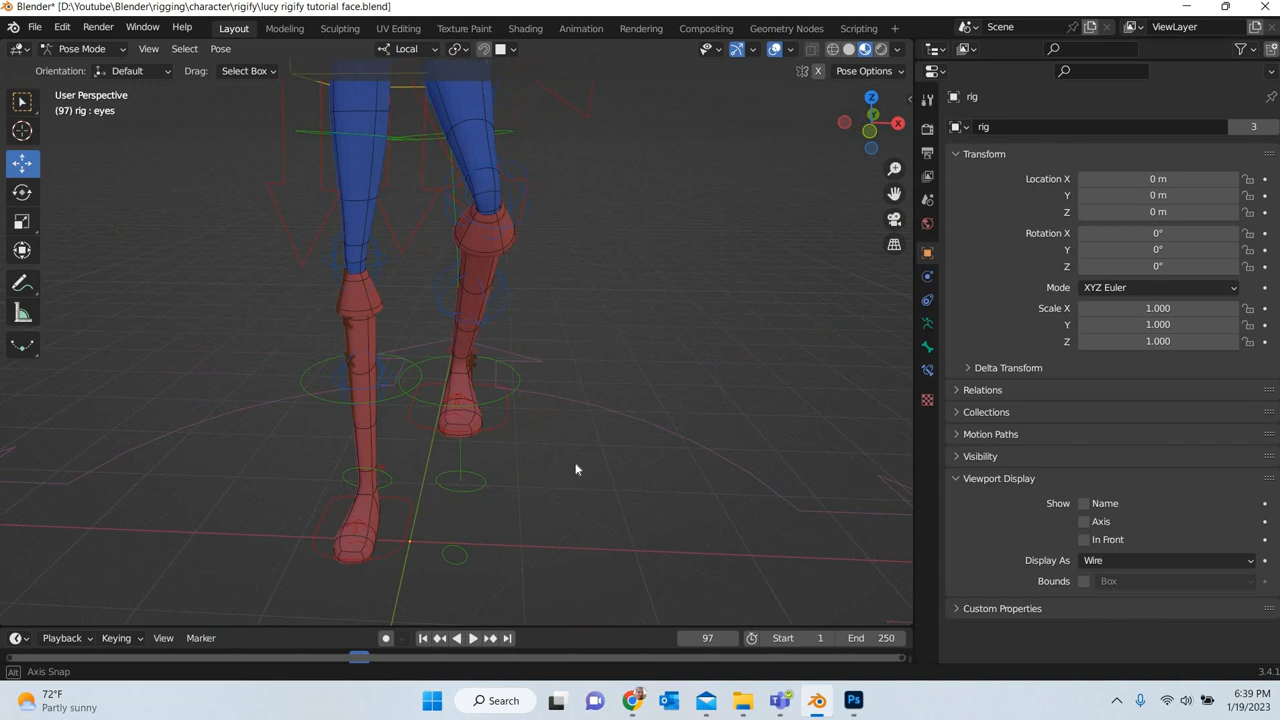 Blender* [D:\Youtube\Blender\rigging\character\rigify\lucy rigify tutorial face.blend]
File Edit Render Window Help Layout Modeling Sculpting UV Editing Texture Paint Shading Animation Rendering Compositing Geometry Nodes Scripting + Scene ViewLayer
Pose Mode View Select Pose Local
Orientation: Default Drag: Select Box X Pose Options
User Perspective
(97) rig : eyes
Z
X
Y
rig
rig 3
Transform
Location X 0 m
Y 0 m
Z 0 m
Rotation X 0°
Y 0°
Z 0°
Mode XYZ Euler
Scale X 1.000
Y 1.000
Z 1.000
Delta Transform
Relations
Collections
Motion Paths
Visibility
Viewport Display
Show Name
Axis
In Front
Display As Wire
Bounds Box
Custom Properties
Playback Keying View Marker 97 Start 1 End 250
Alt Axis Snap 3.4.1
72°F
Partly sunny
Search
Ps
6:39 PM
1/19/2023